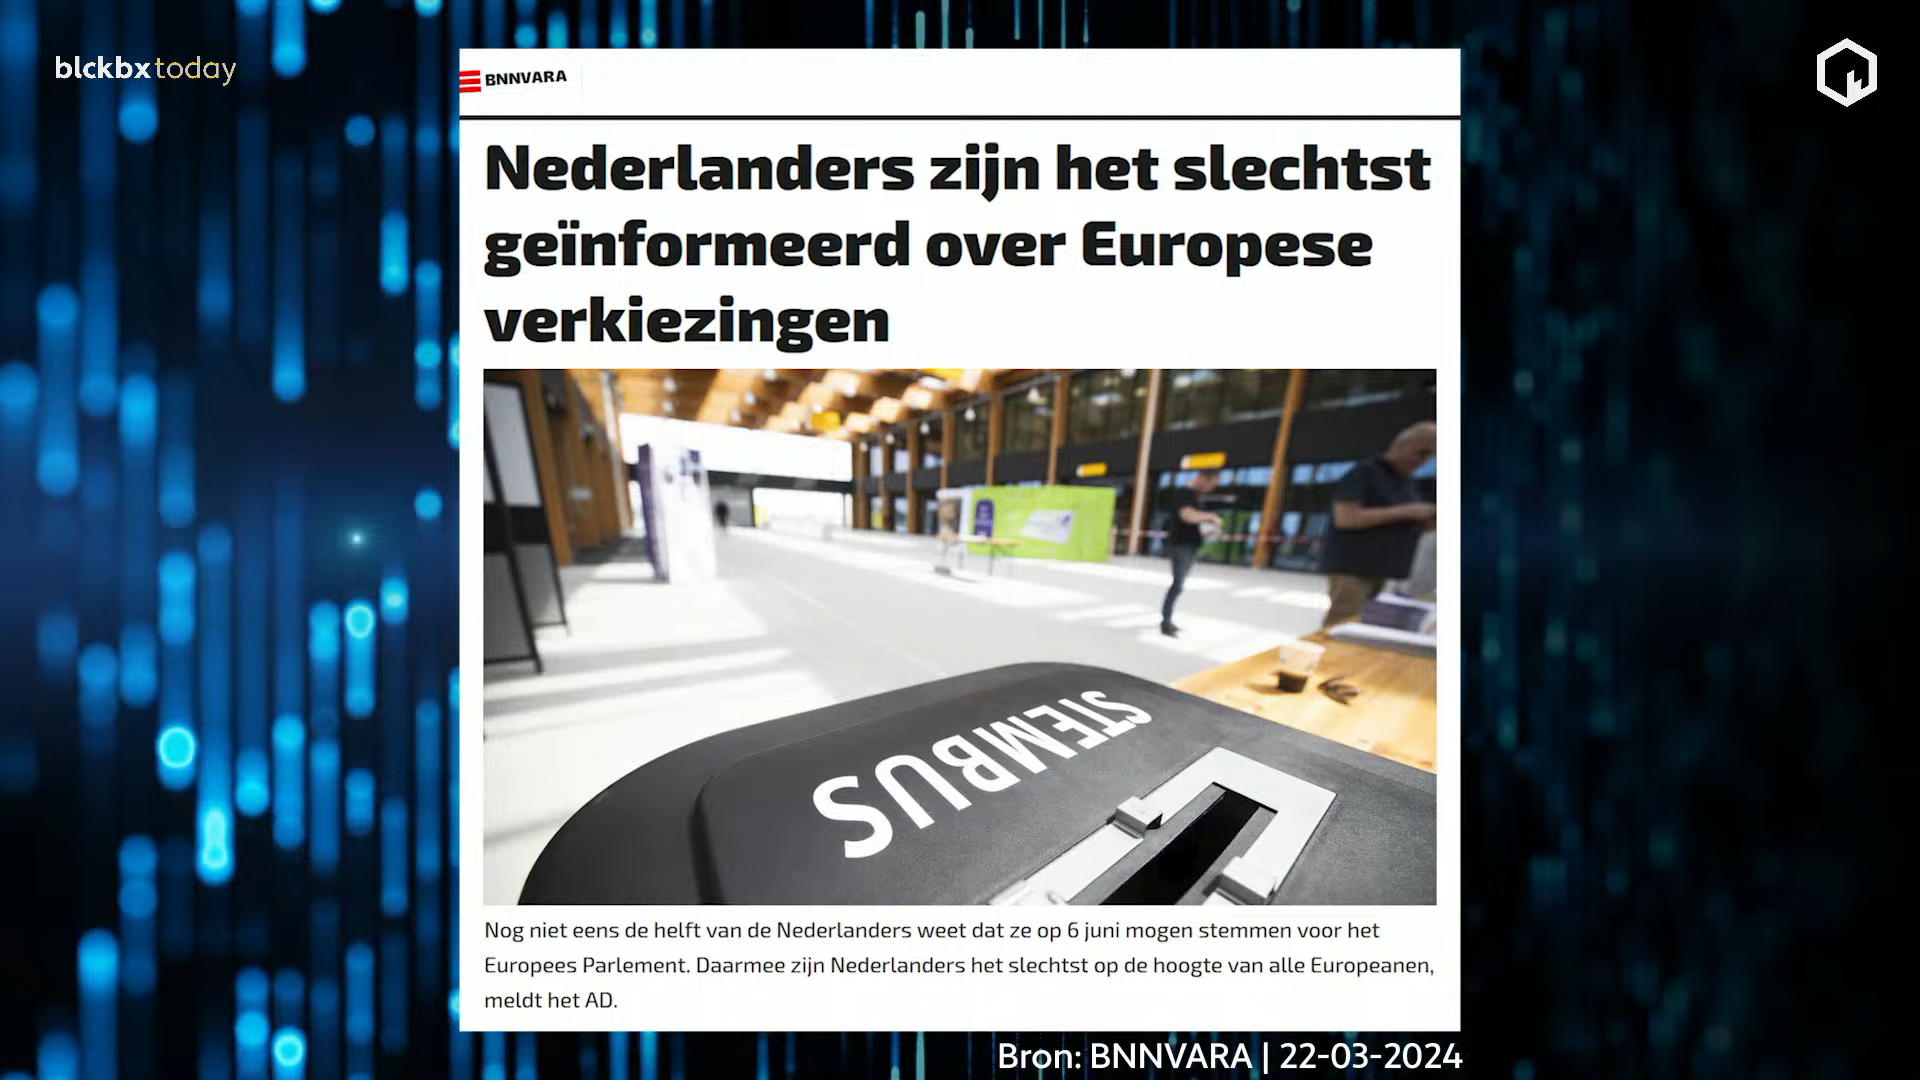 blckbxtoday
BNNVARA
Nederlanders zijn het slechtst
geïnformeerd over Europese
verkiezingen
STEMBUS
Nog niet eens de helft van de Nederlanders weet dat ze op 6 juni mogen stemmen voor het
Europees Parlement. Daarmee zijn Nederlanders het slechtst op de hoogte van alle Europeanen,
meldt het AD.
Bron: BNNVARA | 22-03-2024